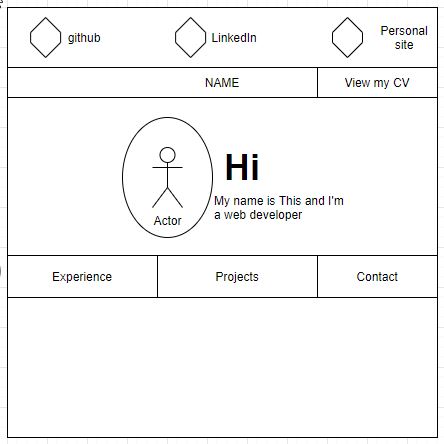 github
LinkedIn
Personal
site
NAME
View my CV
Hi
My name is This and I'm
a web developer
Actor
Experience
Projects
Contact